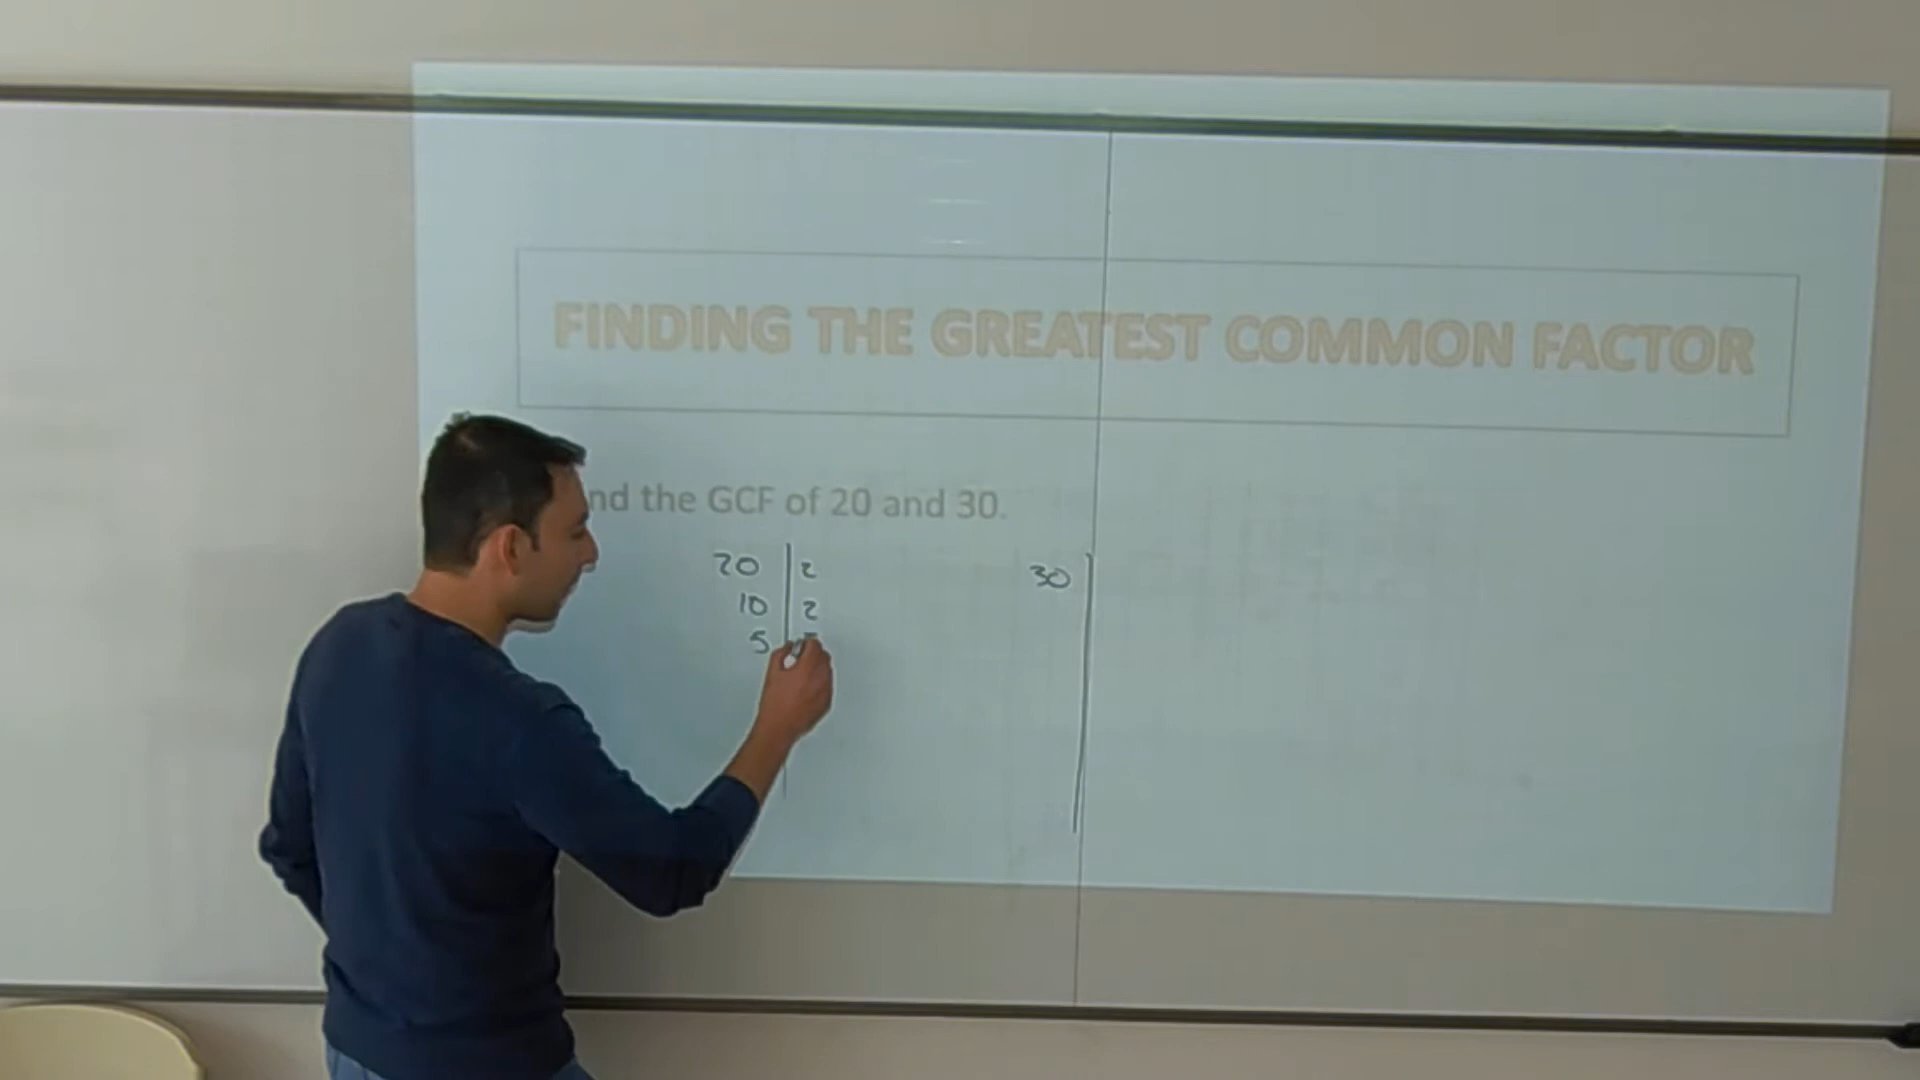 FINDING THE GREATEST COMMON FACTOR
nd the GCF of 20 and 30.
20 2
10 2
5
30